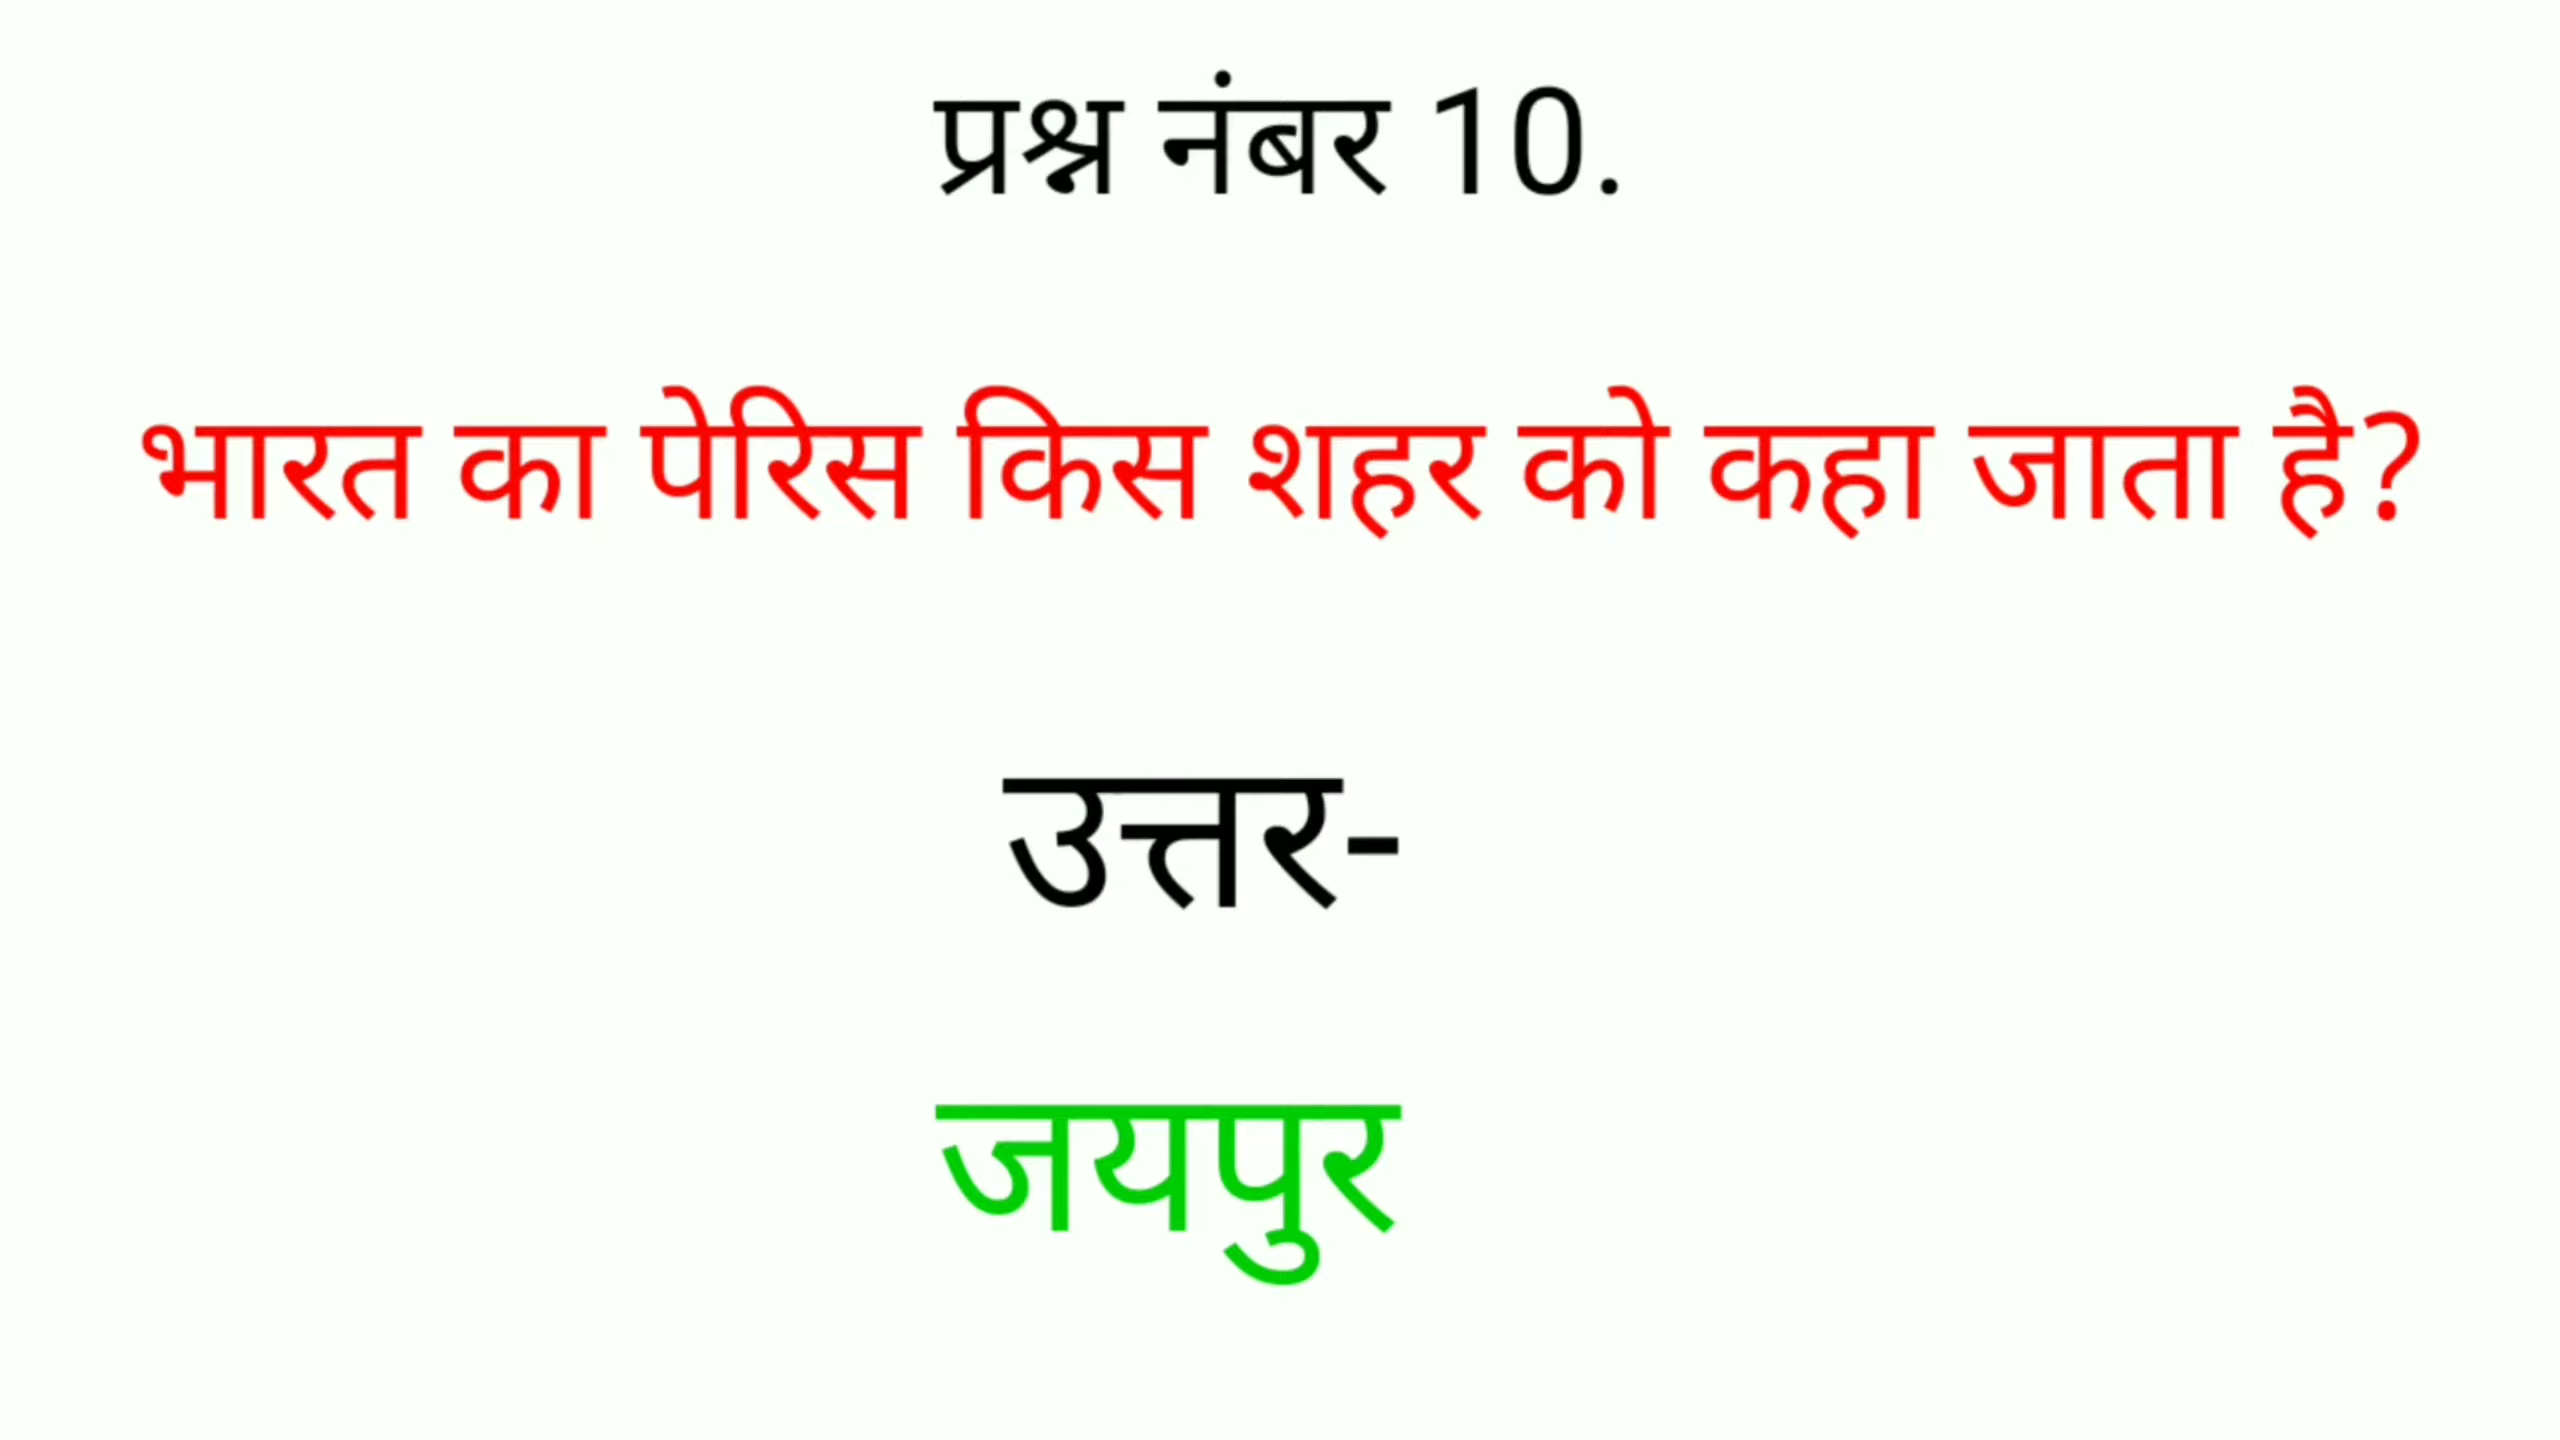 प्रश्न नंबर 10.
भारत का पेरिस किस शहर को कहा जाता है?
उत्तर-
जयपुर